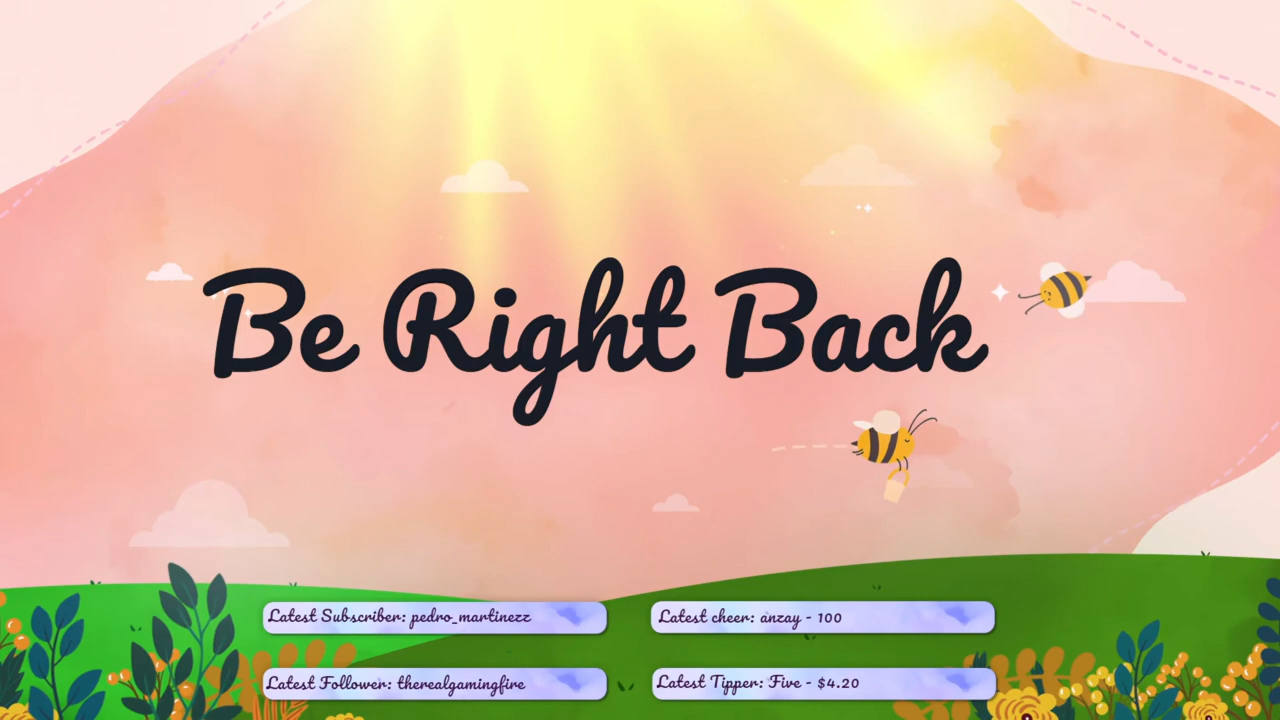 Be Right Back
Latest Subscriber: pedro_martinezz
Latest cheer: anzay - 100
Latest Follower: therealgamingfire
Latest Tipper: Five - $4.20